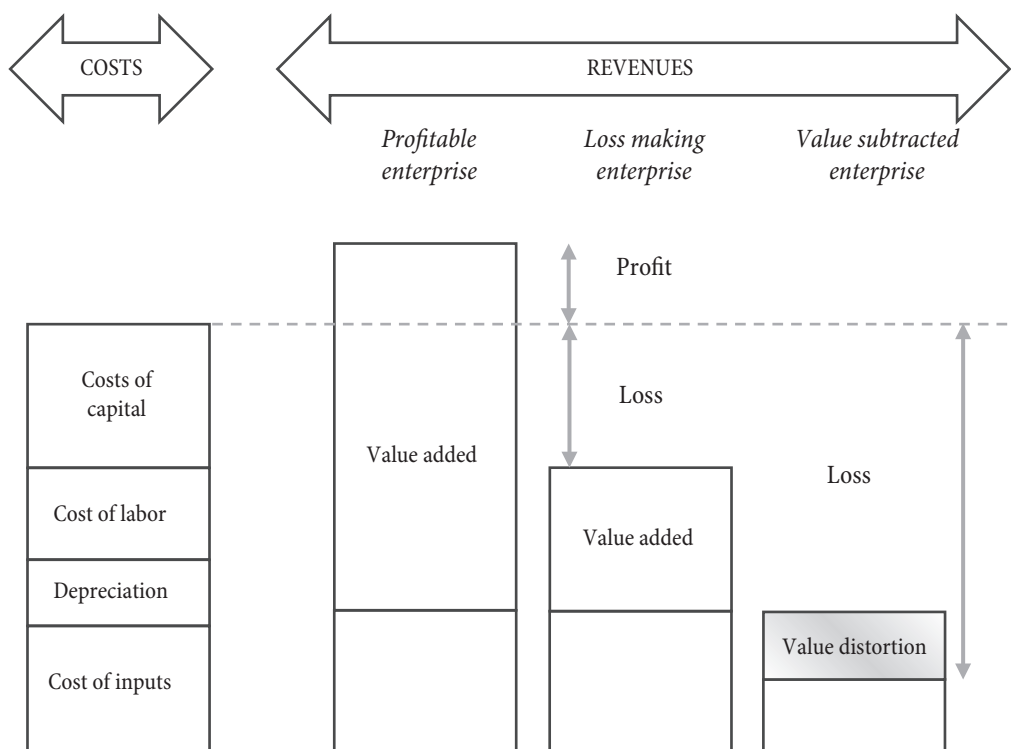 COSTS
REVENUES
Profitable
enterprise
Loss making
enterprise
Value subtracted
enterprise
Profit
Costs of
capital
Loss
Value added
Loss
Cost of labor
Value added
Depreciation
Value distortion
Cost of inputs